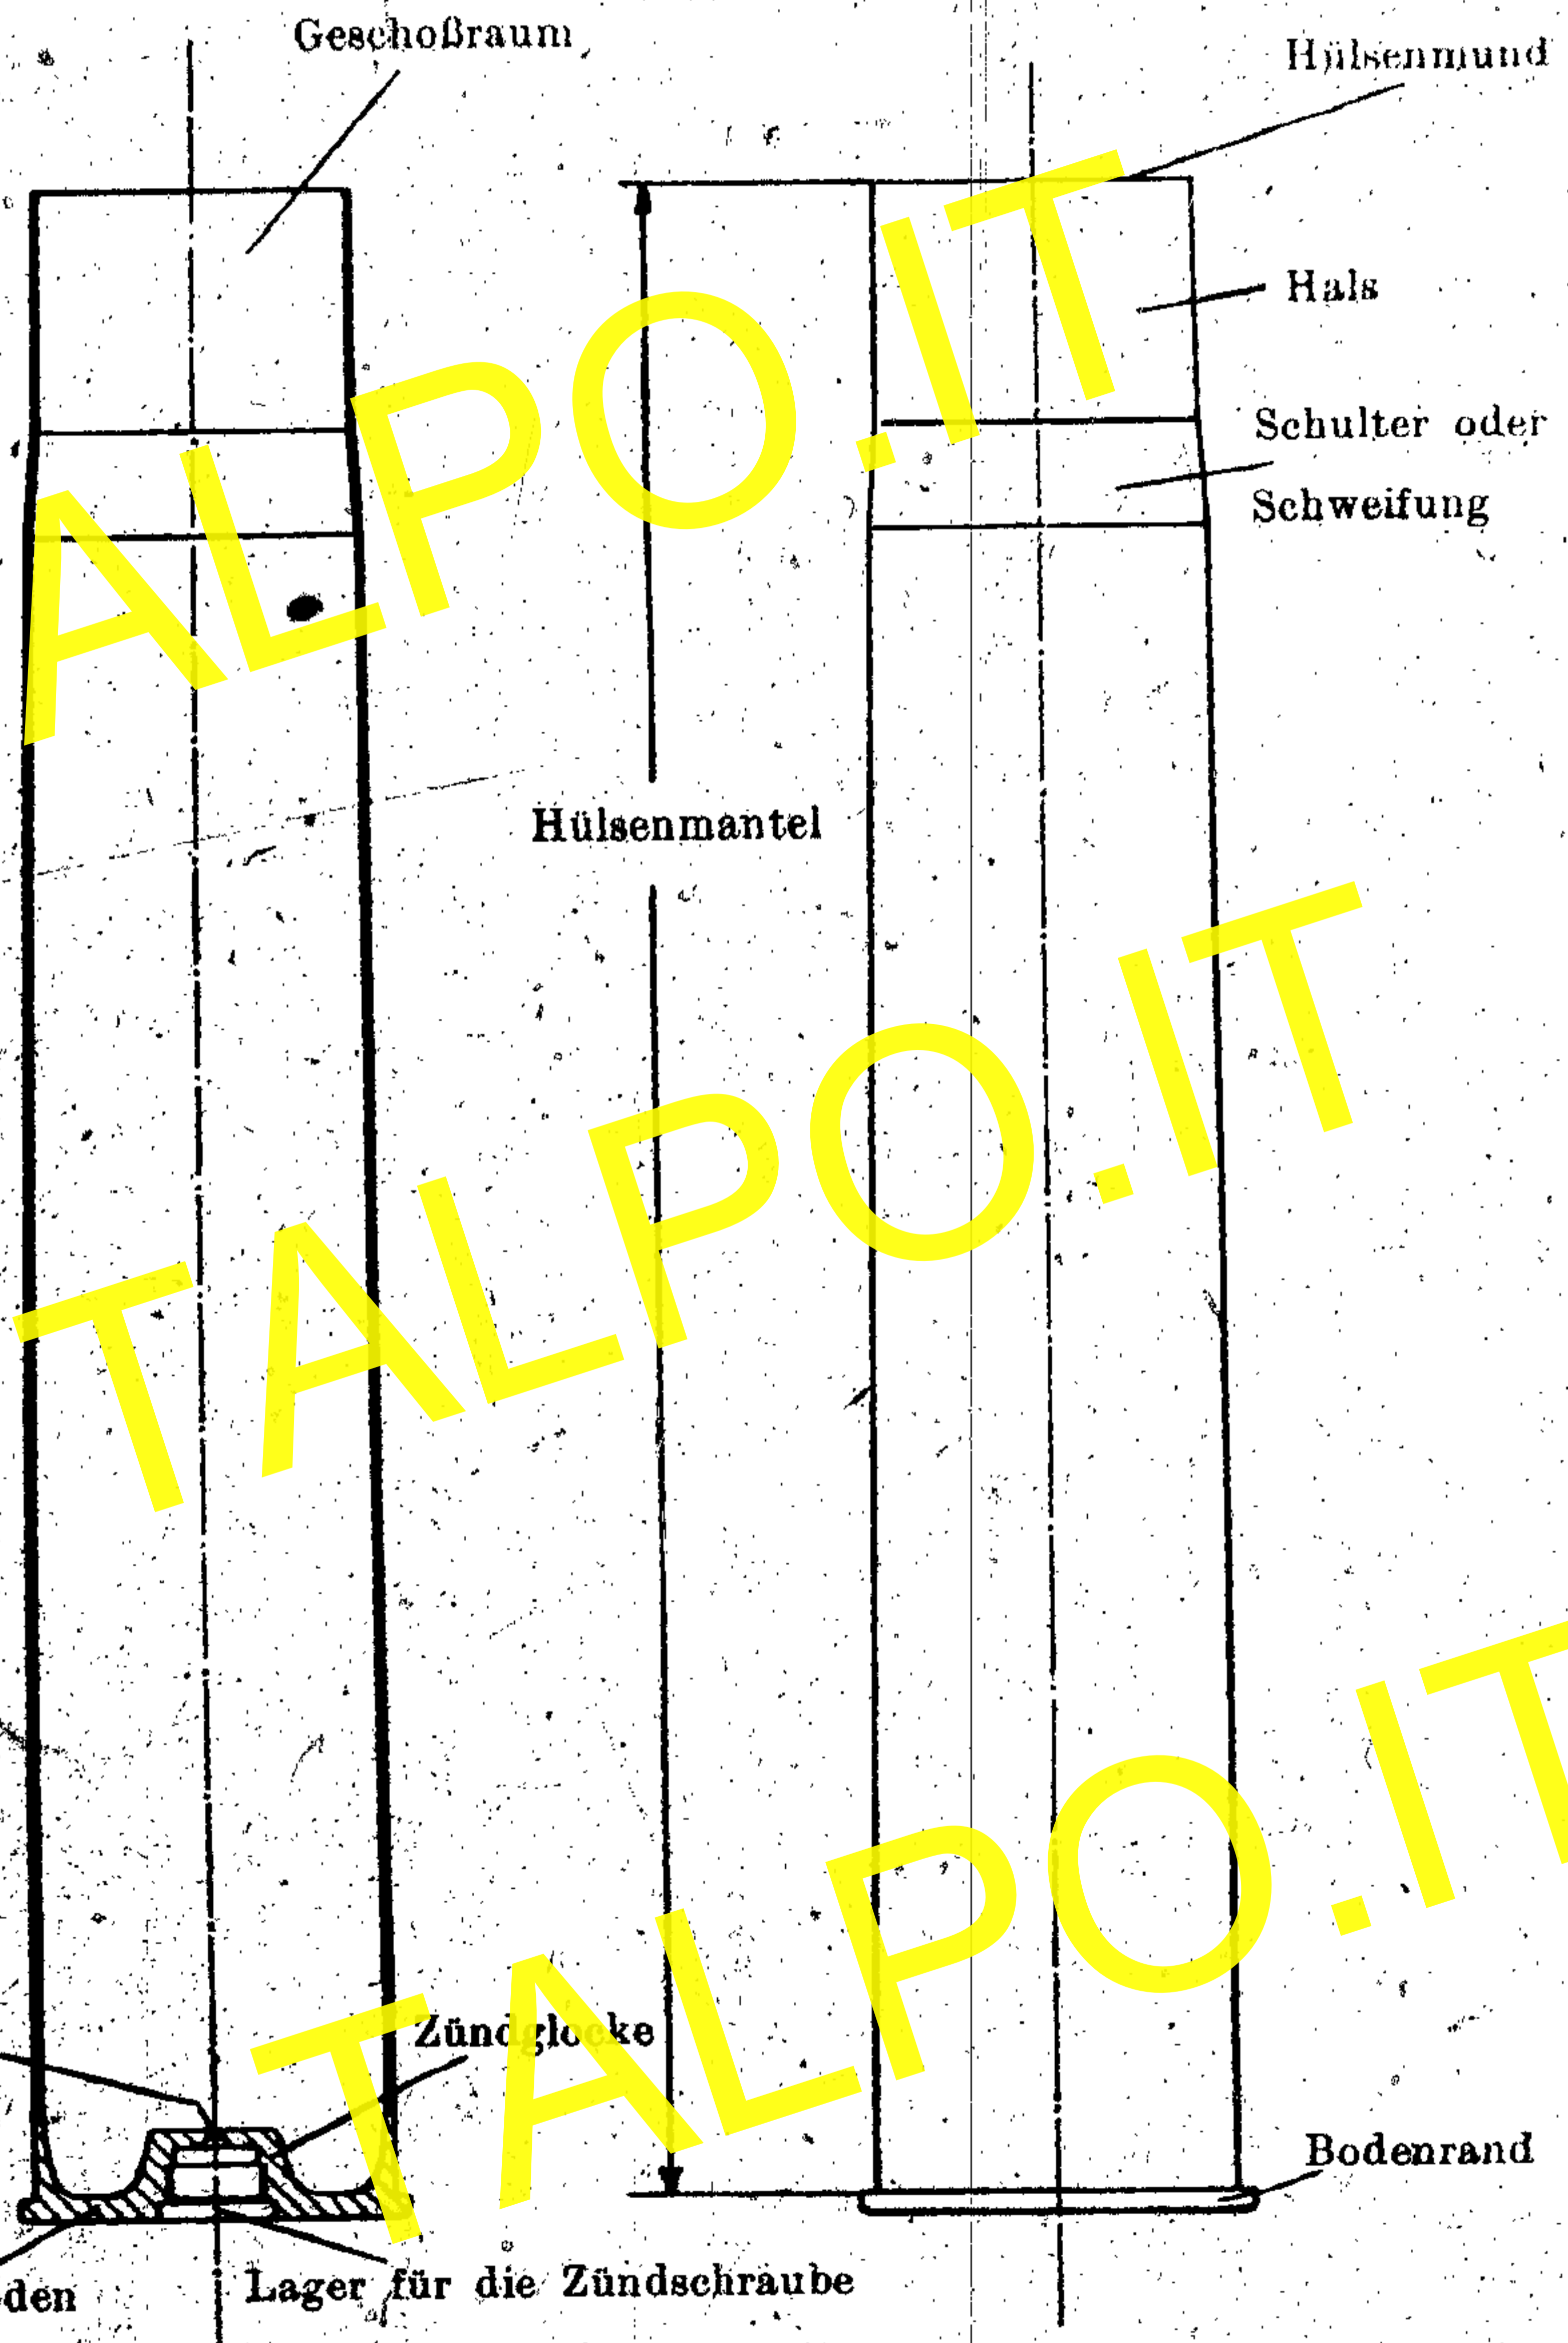 Geschoßraum
Hülsenmund
Hals
Schulter oder
Schweifung
Hülsenmantel
Zündglocke
Bodenrand
den
Lager für die Zündschraube
ALPO.IT
TALPO.IT
TALPO.IT